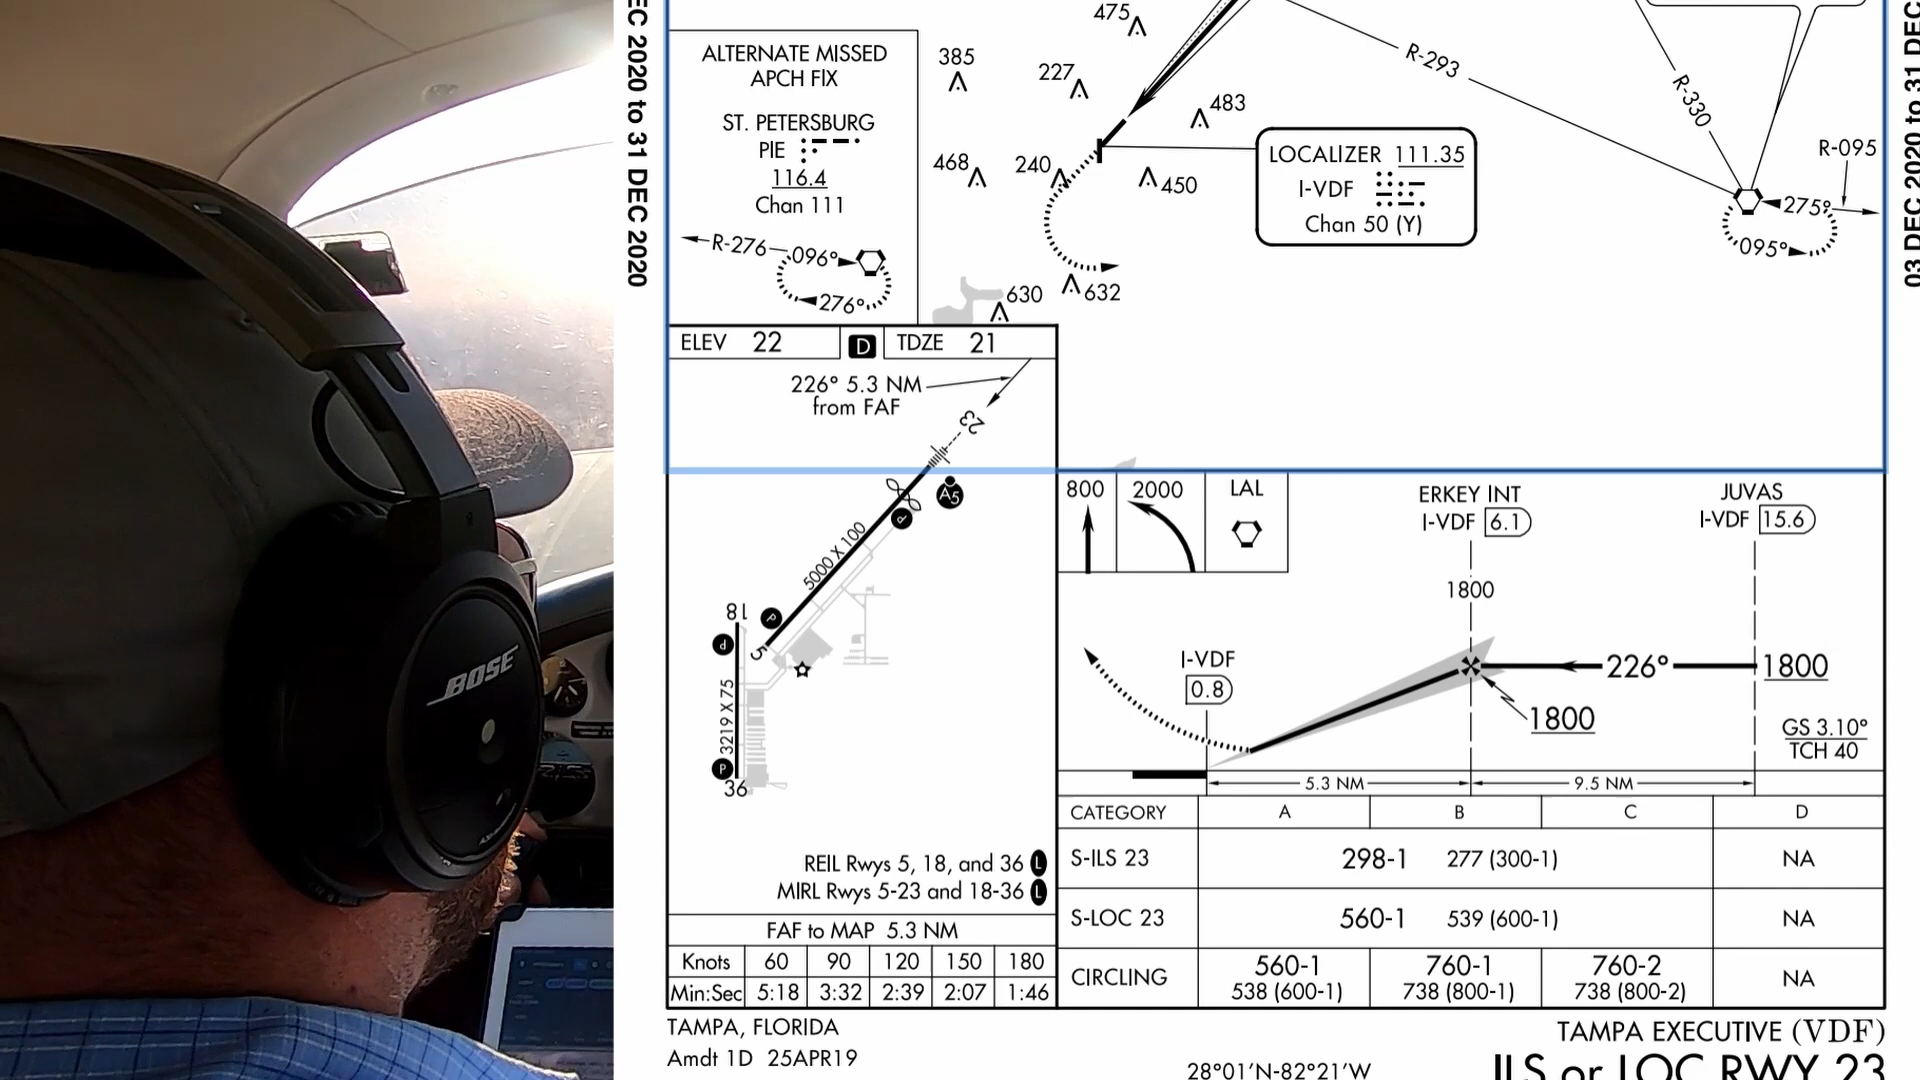 BOSE
DEC 2020 to 31 DEC 2020
03 DEC 2020 to 31 DEC
ALTERNATE MISSED
APCH FIX
ST. PETERSBURG
PIE
116.4
Chan 111
R-276
096°
276°
475
385
227
483
468
240
450
630
632
R-293
R-330
R-095
275°
095°
LOCALIZER 111.35
I-VDF
Chan 50 (Y)
ELEV 22
D
TDZE 21
226° 5.3 NM
from FAF
23
A5
P
5000 X 100
18
P
P
5
3219 X 75
P
36
REIL Rwys 5, 18, and 36 L
MIRL Rwys 5-23 and 18-36 L
FAF to MAP 5.3 NM
Knots 60 90 120 150 180
Min:Sec 5:18 3:32 2:39 2:07 1:46
800 2000 LAL
ERKEY INT
I-VDF 6.1
JUVAS
I-VDF 15.6
1800
I-VDF
0.8
226°
1800
1800
GS 3.10°
TCH 40
5.3 NM 9.5 NM
CATEGORY A B C D
S-ILS 23 298-1 277 (300-1) NA
S-LOC 23 560-1 539 (600-1) NA
CIRCLING 560-1 760-1 760-2 NA
538 (600-1) 738 (800-1) 738 (800-2)
TAMPA, FLORIDA
Amdt 1D 25APR19
28°01'N-82°21'W
TAMPA EXECUTIVE (VDF)
ILS or LOC RWY 23